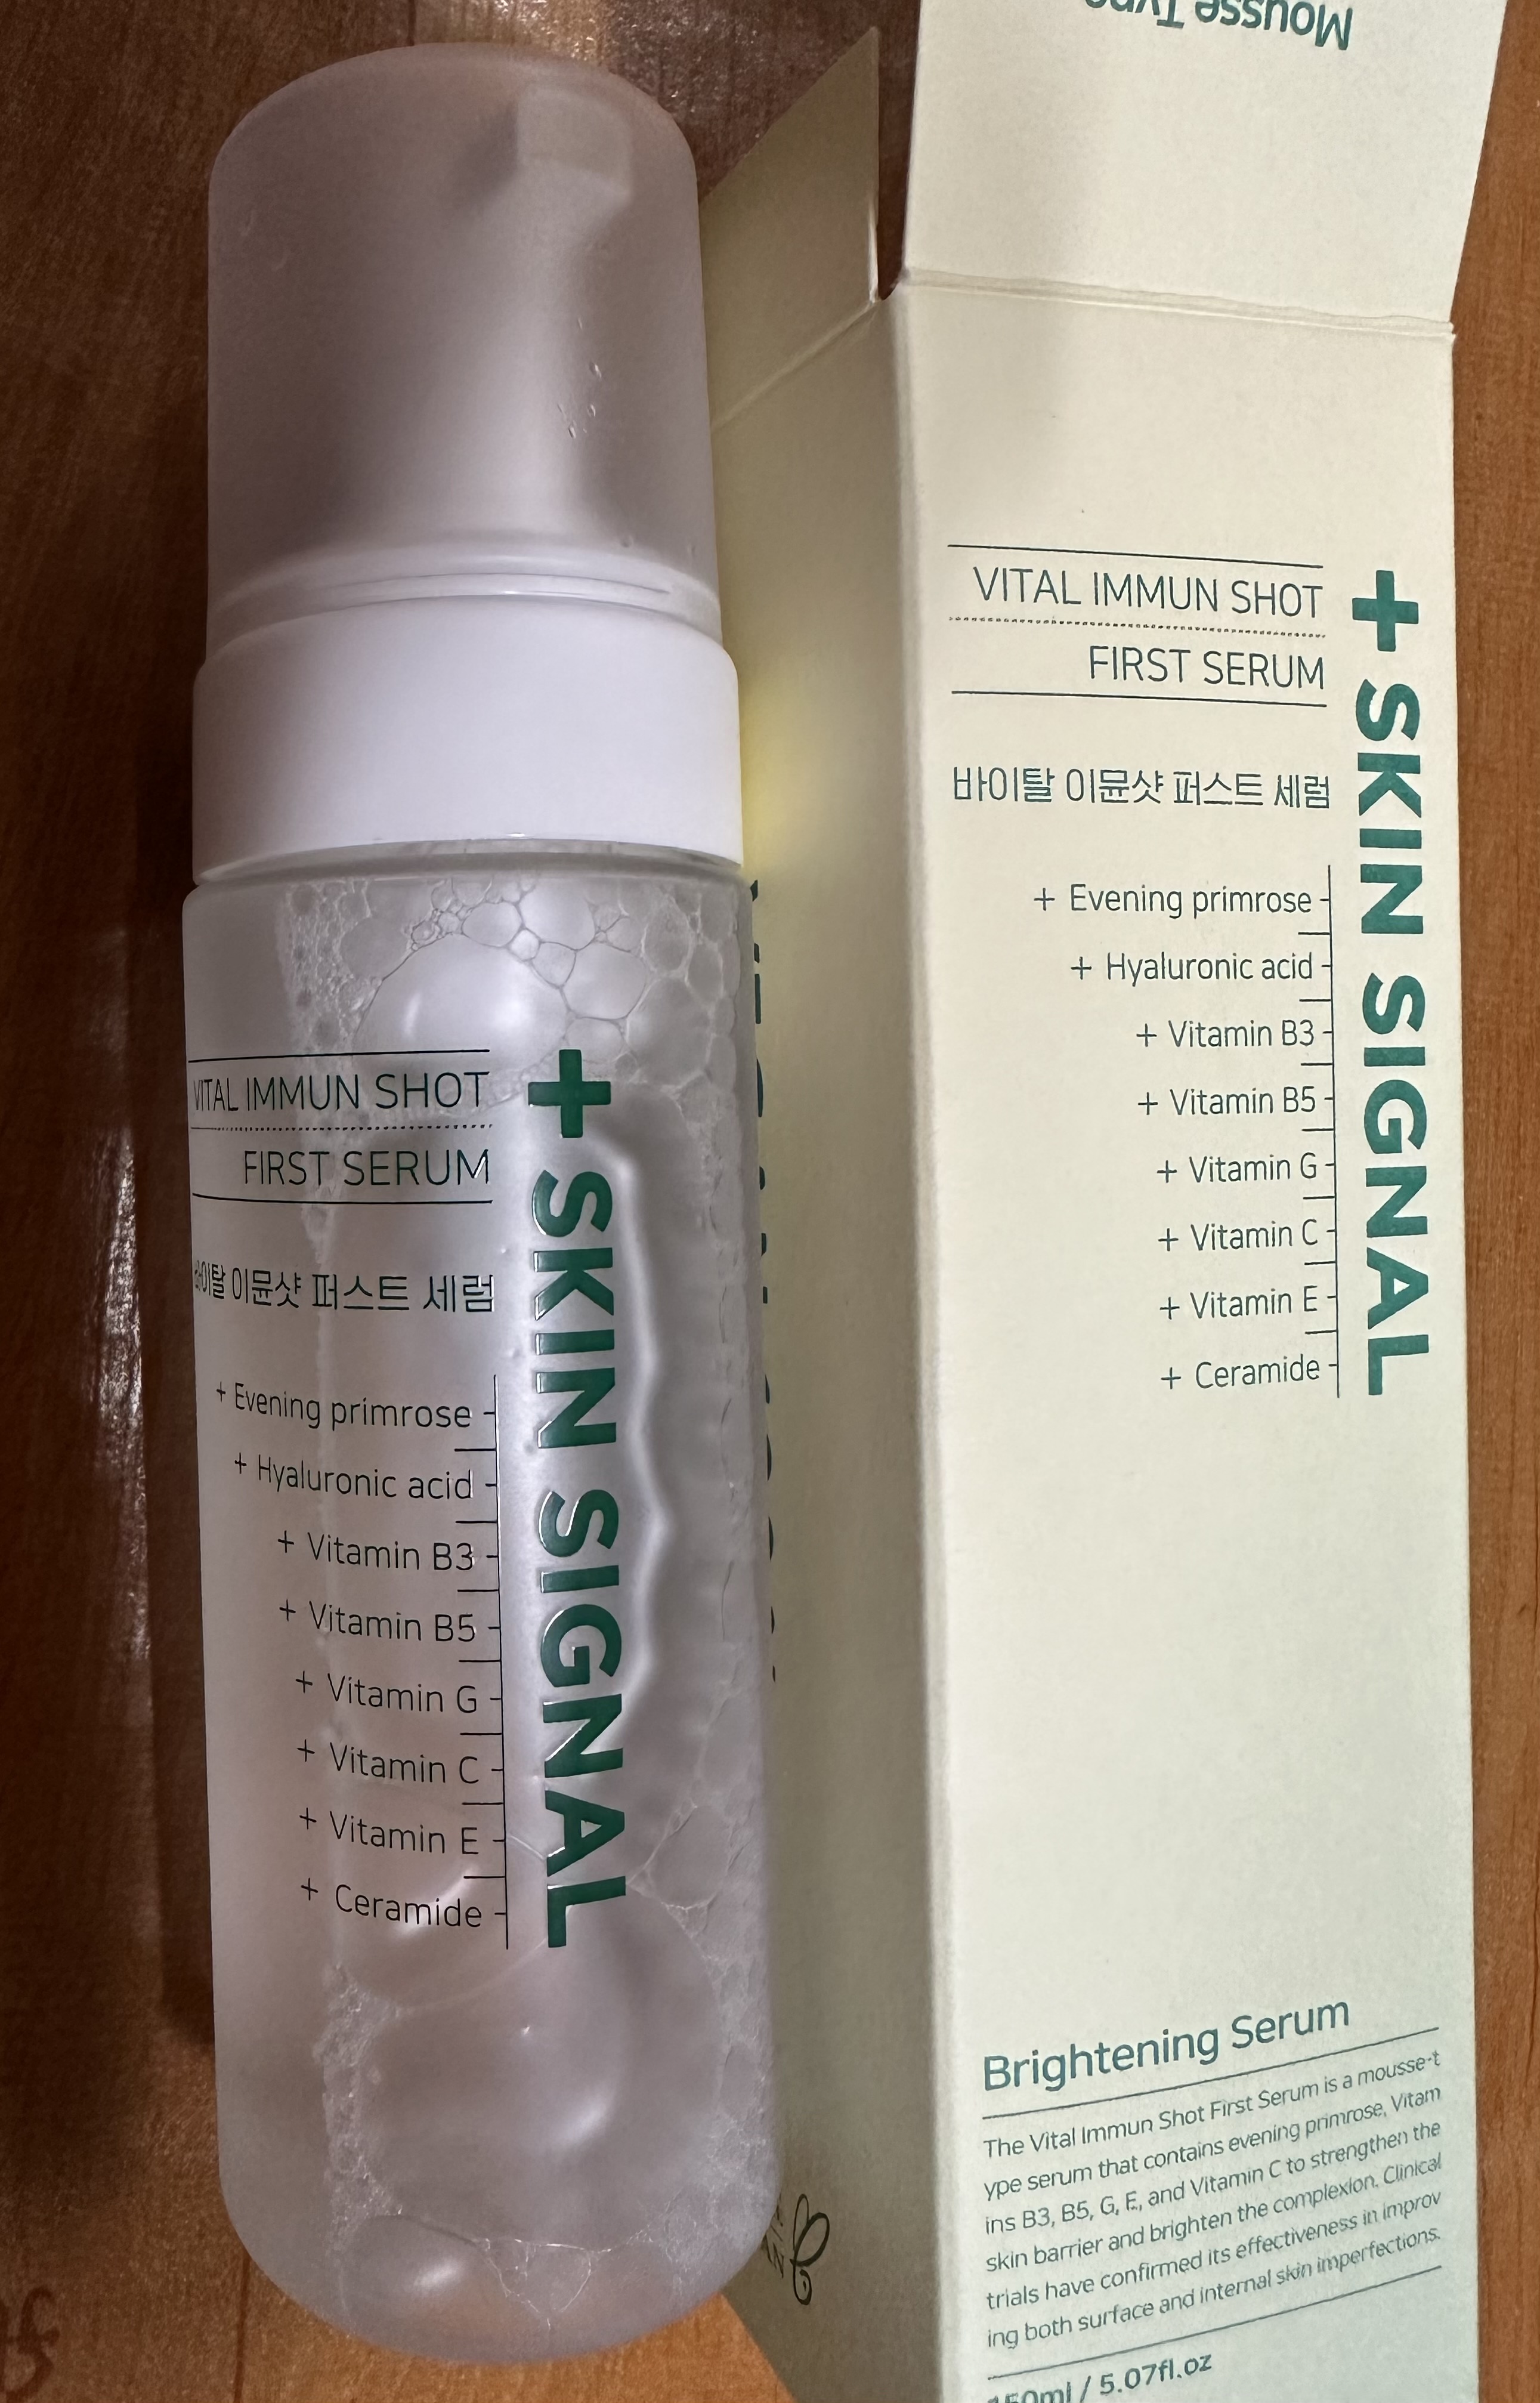 VITAL IMMUN SHOT
FIRST SERUM
바이탈 이뮨샷 퍼스트 세럼
+ Evening primrose
+ Hyaluronic acid
+ Vitamin B3
+ Vitamin B5
+ Vitamin G
+ Vitamin C
+ Vitamin E
+ Ceramide
+ SKIN SIGNAL
Mousse Type
VITAL IMMUN SHOT
FIRST SERUM
바이탈 이뮨샷 퍼스트 세럼
+ Evening primrose
+ Hyaluronic acid
+ Vitamin B3
+ Vitamin B5
+ Vitamin G
+ Vitamin C
+ Vitamin E
+ Ceramide
+ SKIN SIGNAL
Brightening Serum
The Vital Immun Shot First Serum is a mousse-t
ype serum that contains evening primrose, Vitam
ins B3, B5, G, E, and Vitamin C to strengthen the
skin barrier and brighten the complexion. Clinical
trials have confirmed its effectiveness in improv
ing both surface and internal skin imperfections.
150ml / 5.07fl.oz